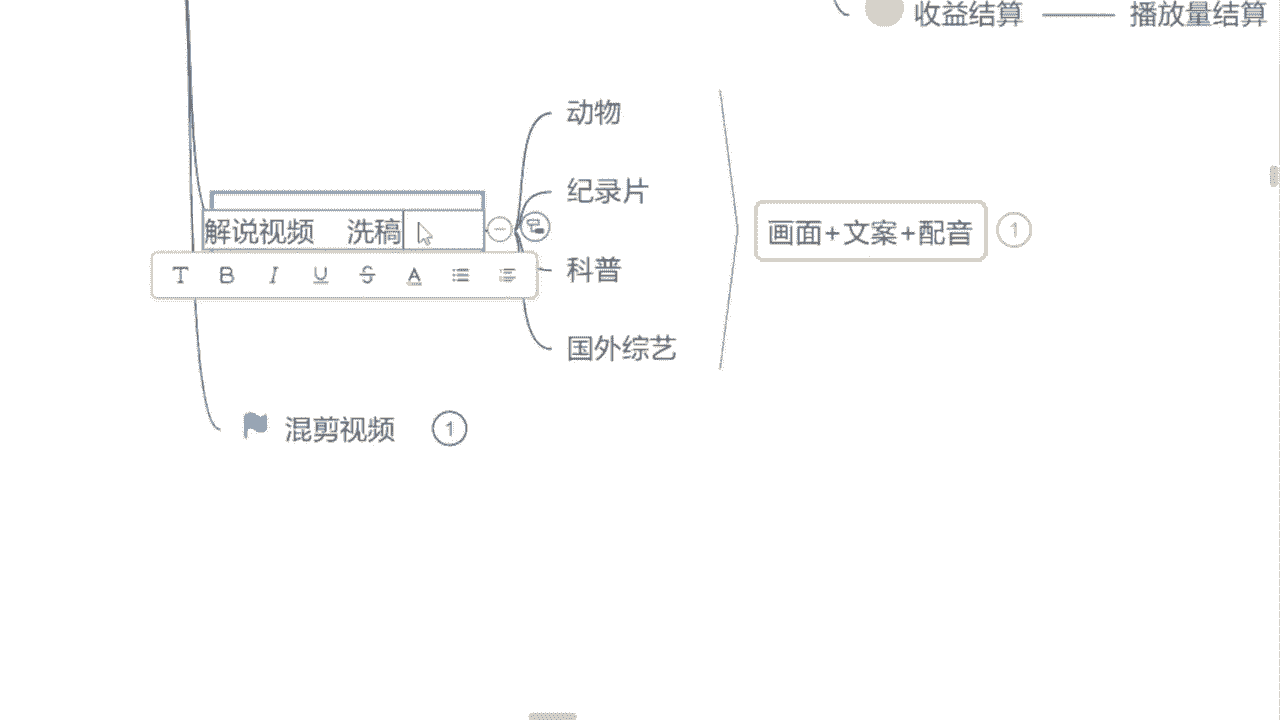 收益结算 播放量结算
动物
纪录片
解说视频 洗稿
画面+文案+配音 1
T B I U S A
科普
国外综艺
混剪视频 1